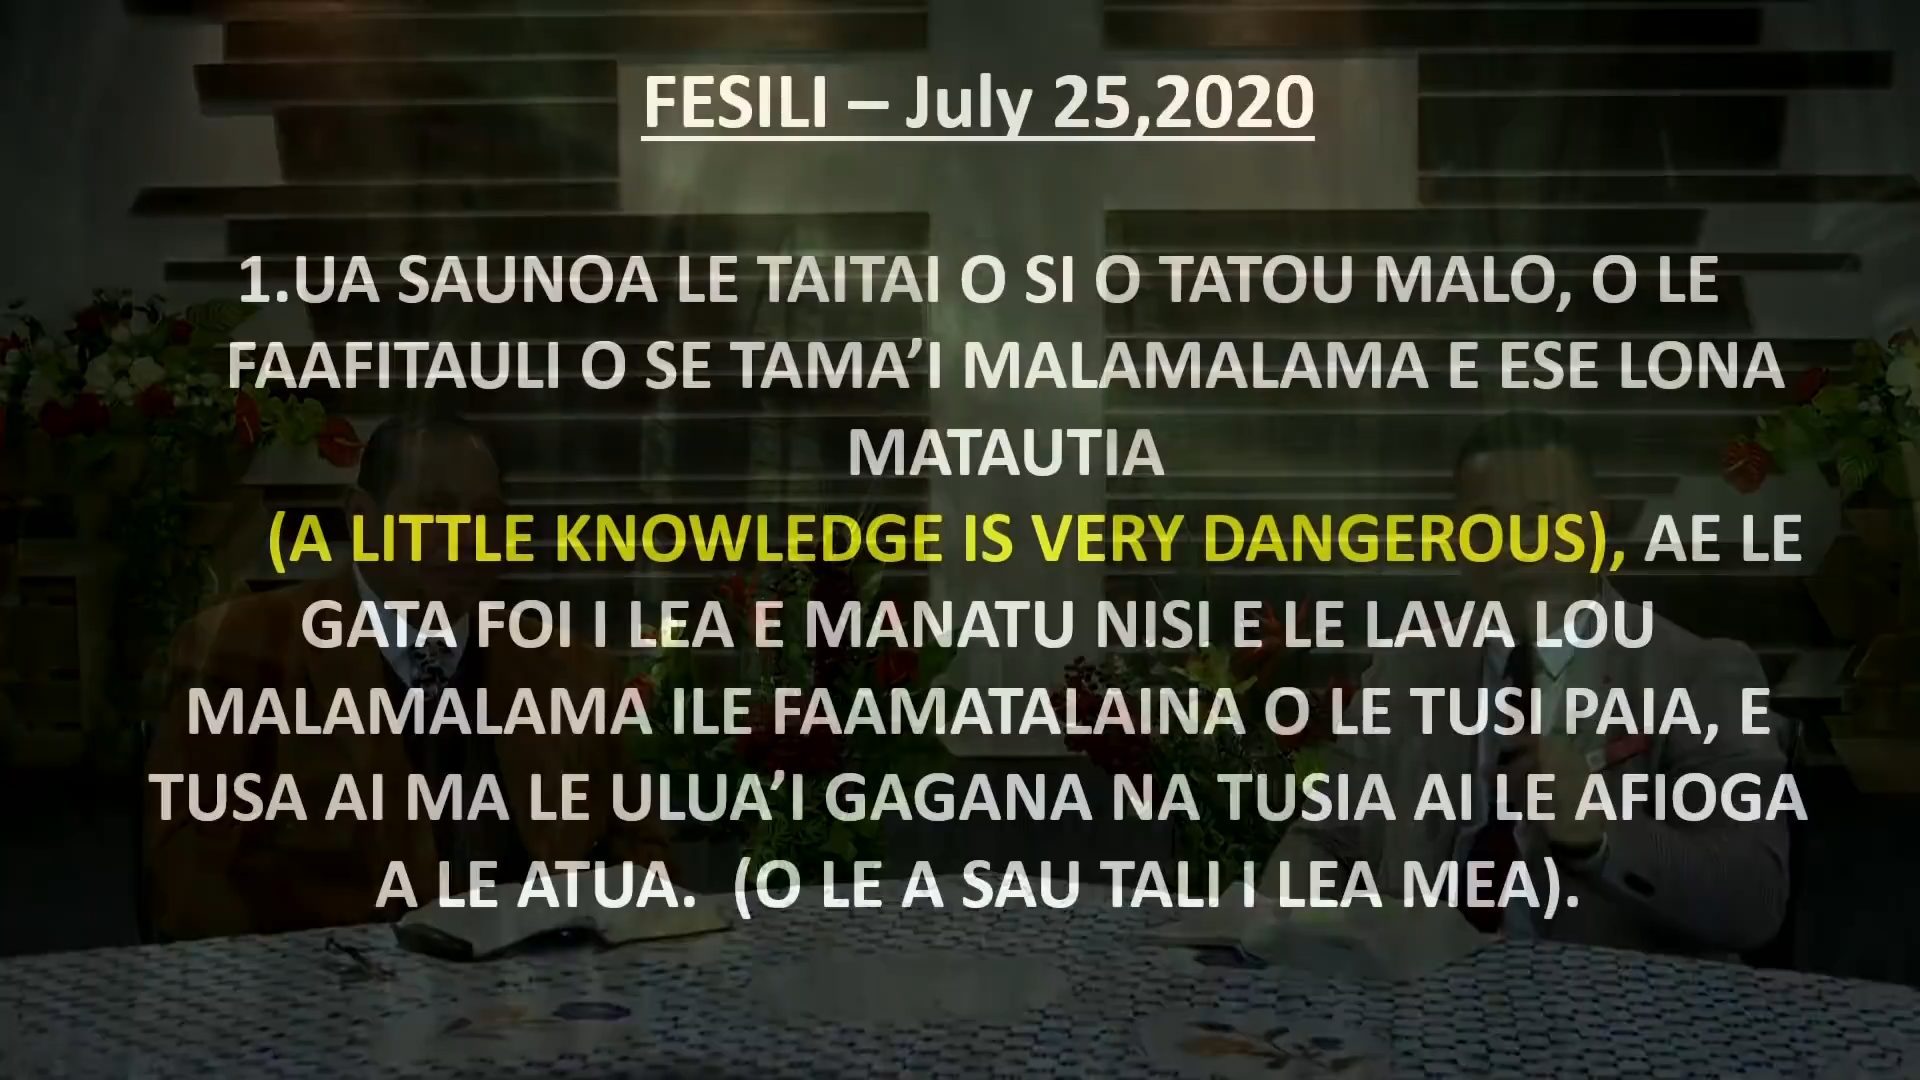 FESILI – July 25,2020
1.UA SAUNOA LE TAITAI O SI O TATOU MALO, O LE
FAAFITAULI O SE TAMA’I MALAMALAMA E ESE LONA
MATAUTIA
(A LITTLE KNOWLEDGE IS VERY DANGEROUS), AE LE
GATA FOI I LEA E MANATU NISI E LE LAVA LOU
MALAMALAMA ILE FAAMATALAINA O LE TUSI PAIA, E
TUSA AI MA LE ULUA’I GAGANA NA TUSIA AI LE AFIOGA
A LE ATUA. (O LE A SAU TALI I LEA MEA).